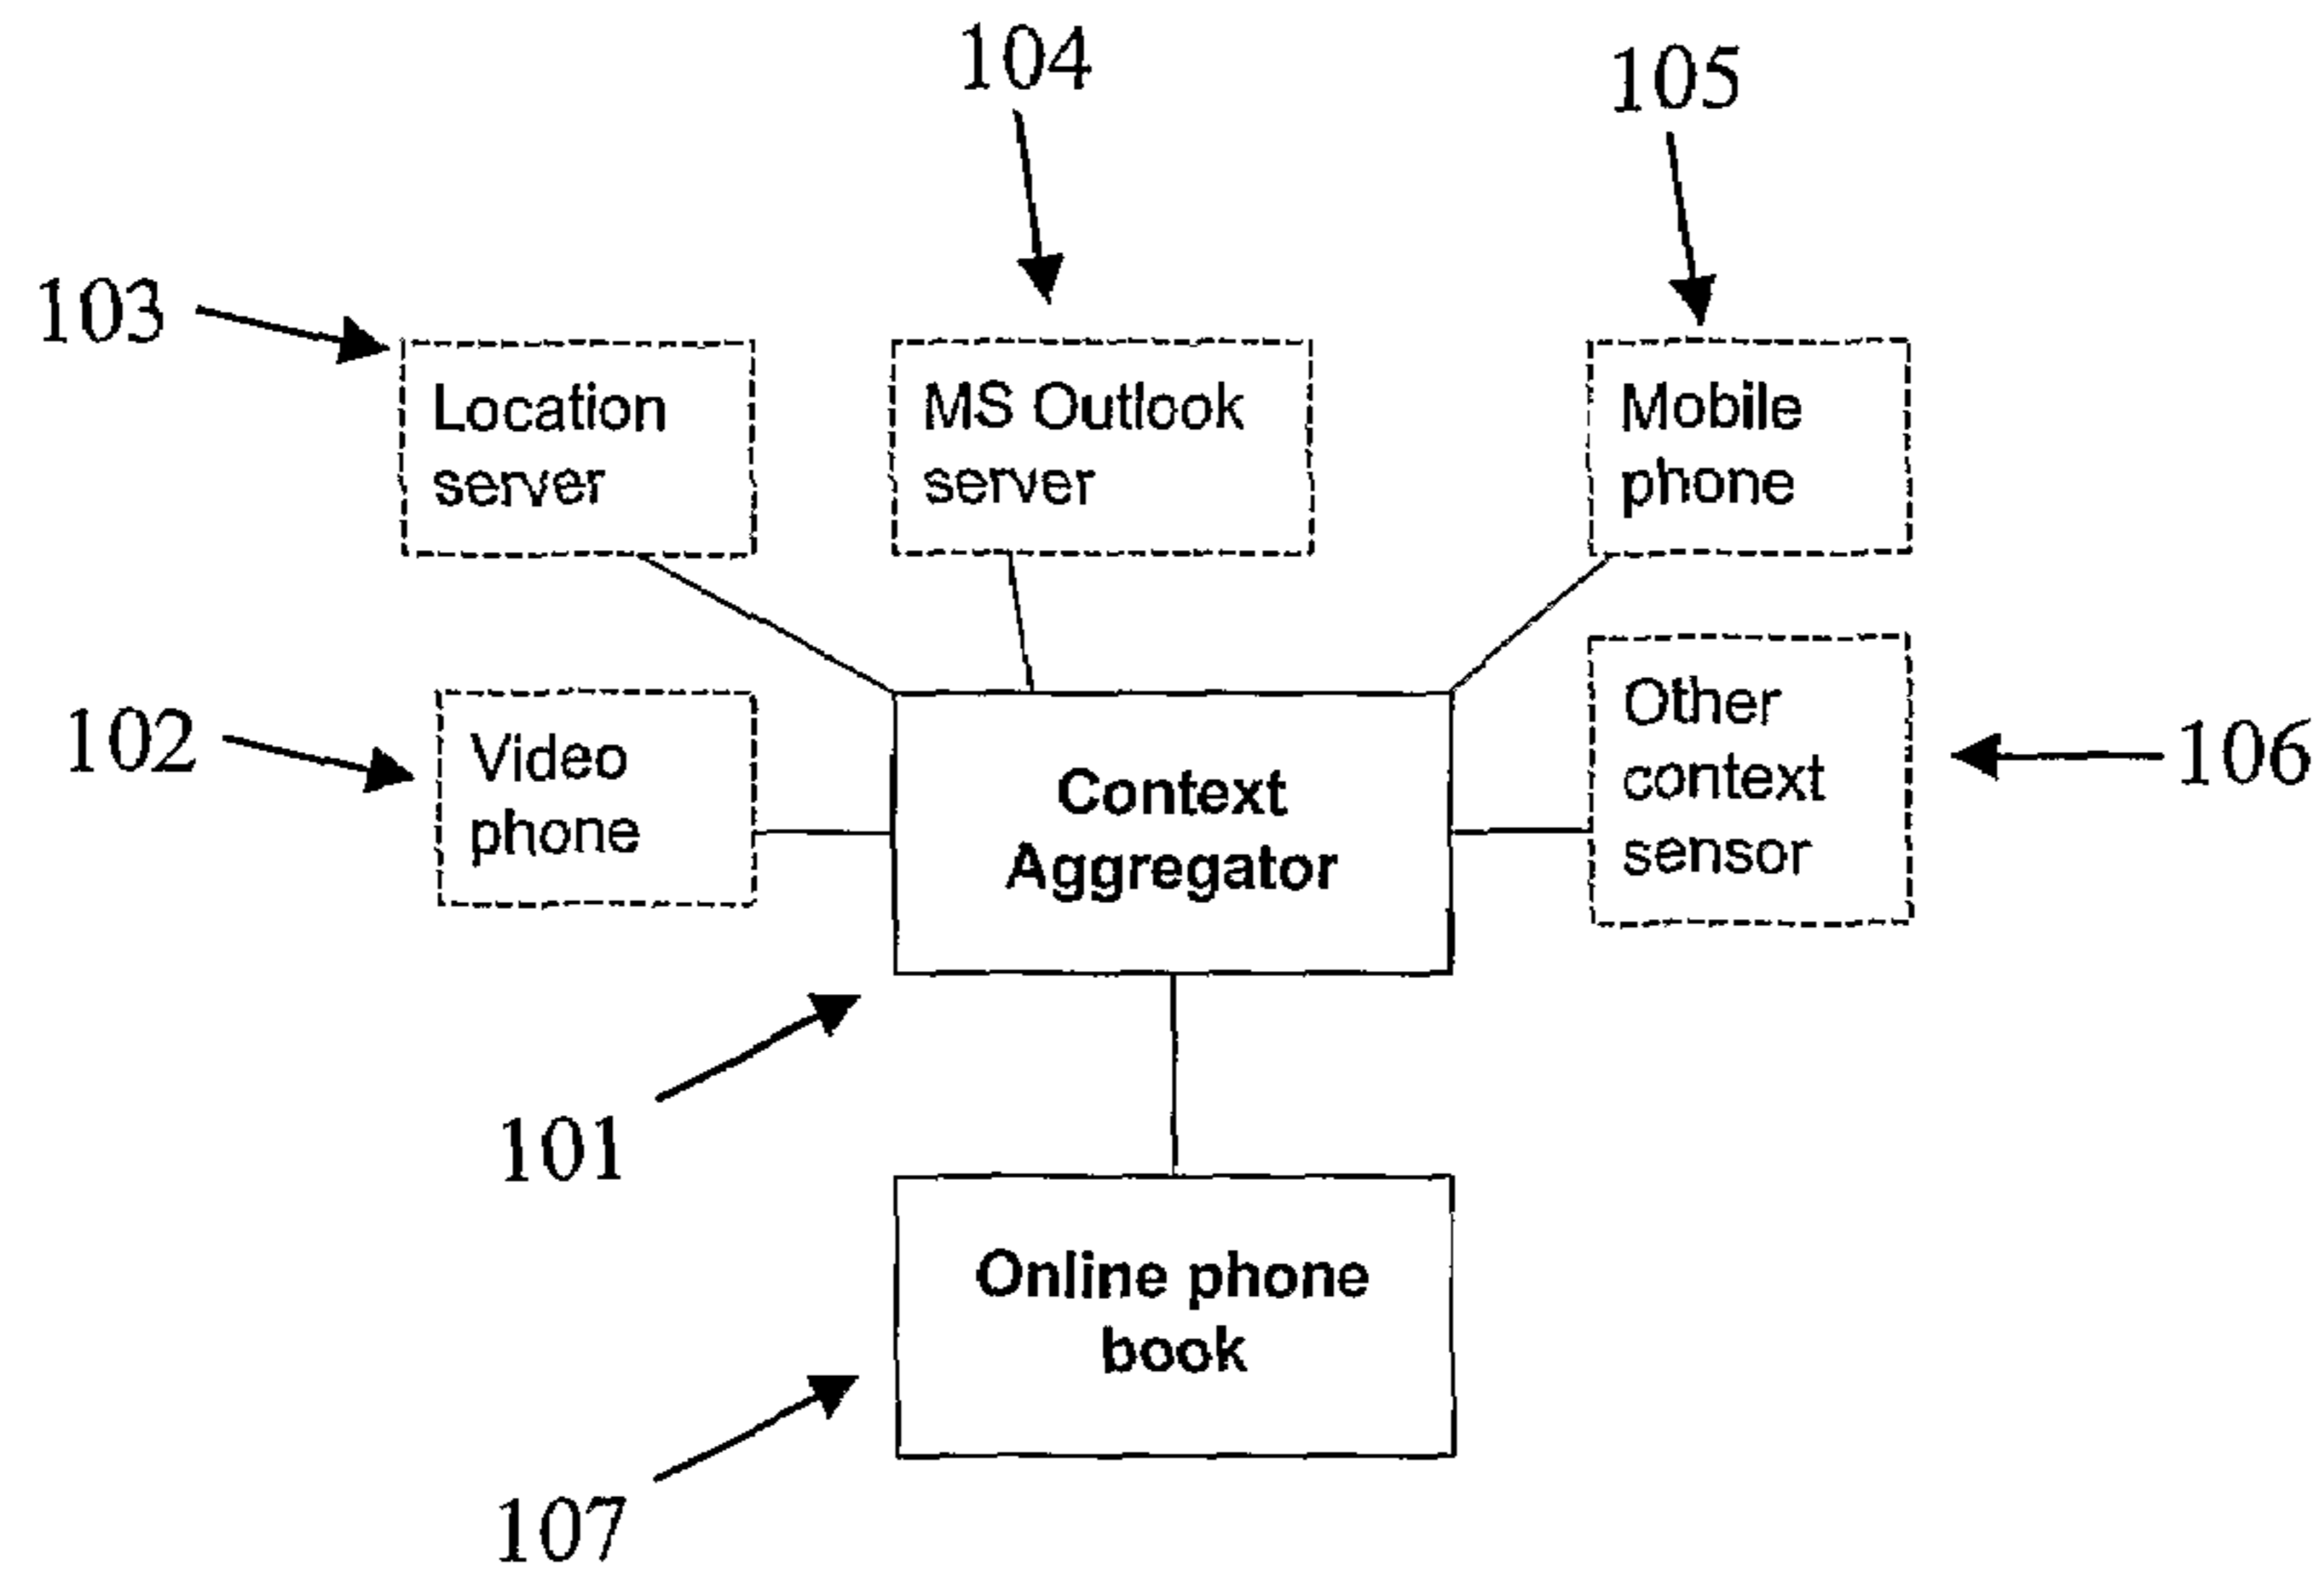 104
105
103
Location
server
MS Outlook
server
Mobile
phone
102
Video
phone
Context
Aggregator
Other
context
sensor
106
101
Online phone
book
107